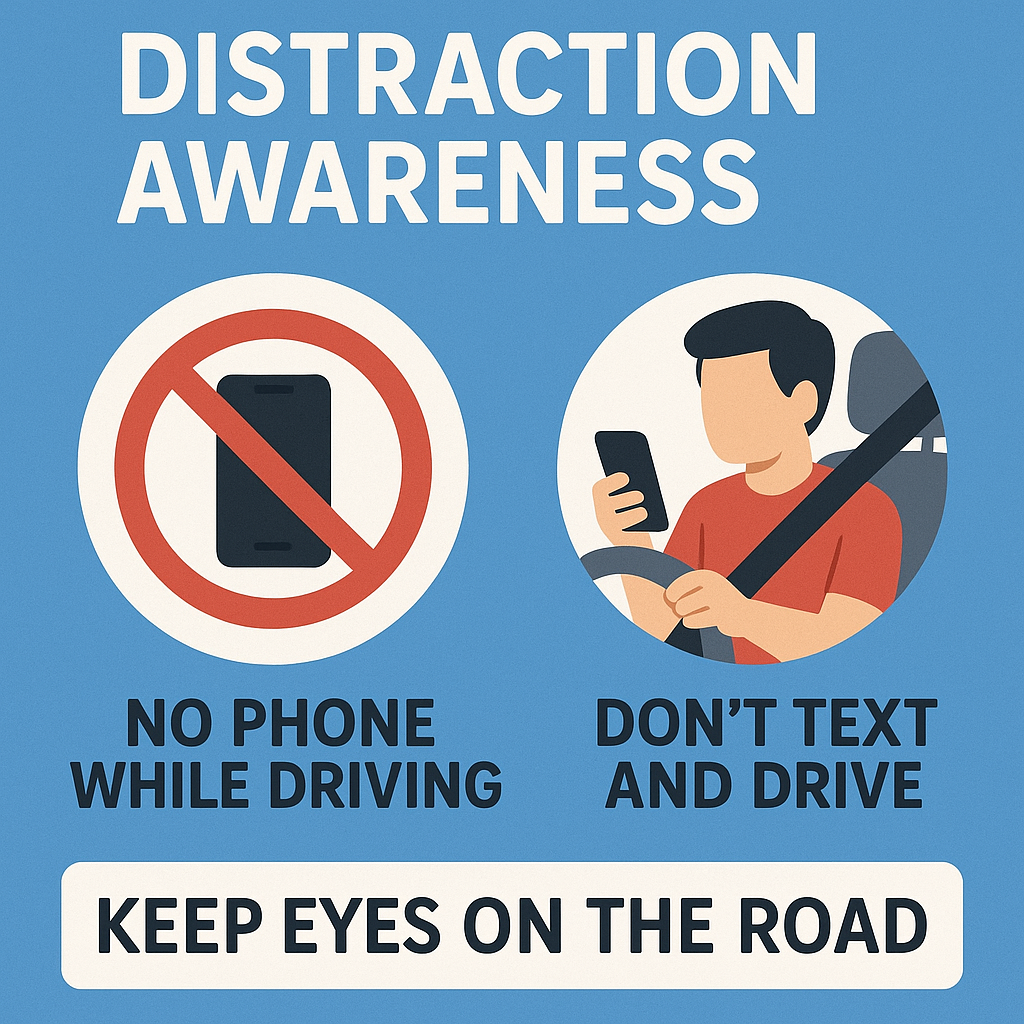 DISTRACTION
AWARENESS
NO PHONE
WHILE DRIVING
DON'T TEXT
AND DRIVE
KEEP EYES ON THE ROAD